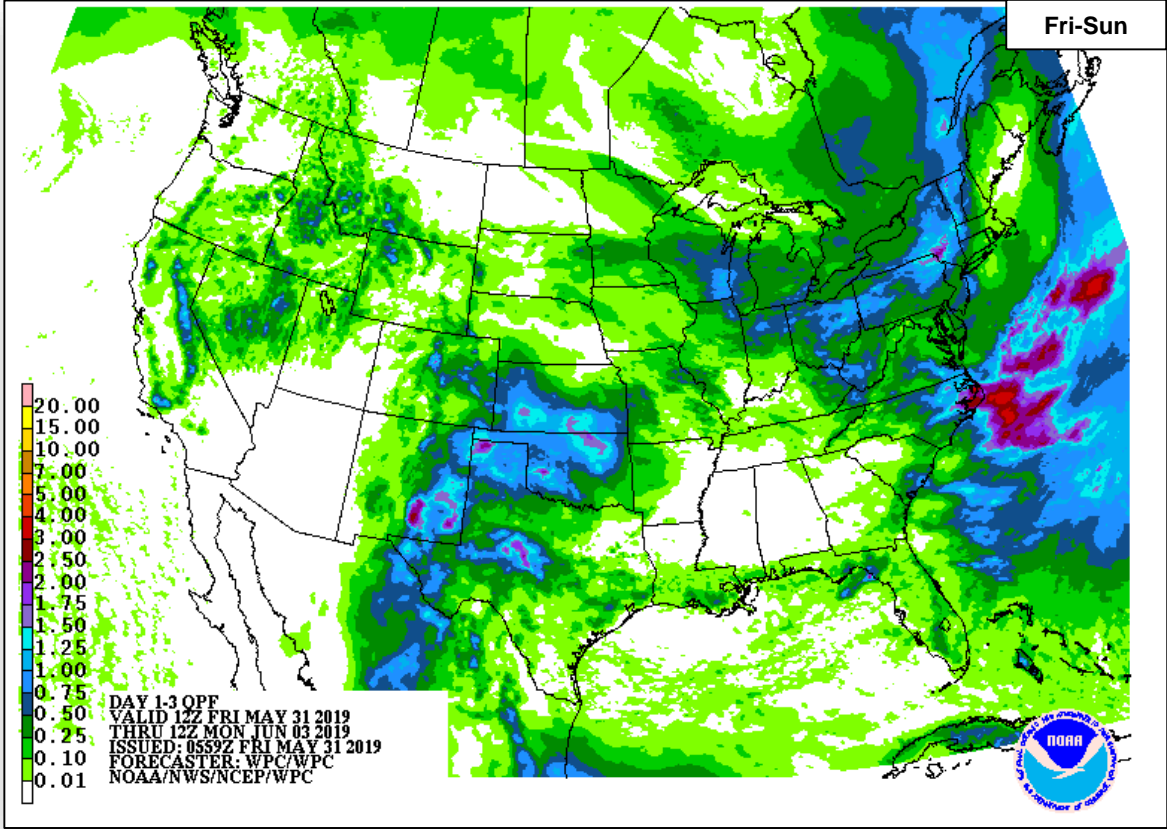 Fri-Sun
20.00
15.00
10.00
7.00
5.00
4.00
3.00
2.50
2.00
1.75
1.50
1.25
1.00
0.75
0.50
0.25
0.10
0.01
DAY 1-3 QPF
VALID 12Z FRI MAY 31 2019
THRU 12Z MON JUN 03 2019
ISSUED: 0559Z FRI MAY 31 2019
FORECASTER: WPC/WPC
NOAA/NWS/NCEP/WPC
NOAA